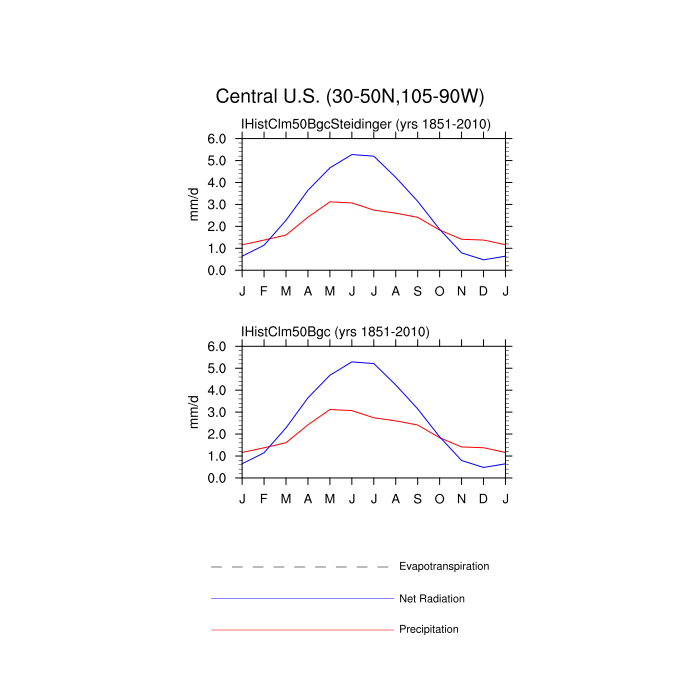 Central U.S. (30-50N,105-90W)
IHistClm50BgcSteidinger (yrs 1851-2010)
6.0
5.0
4.0
3.0
2.0
1.0
0.0
mm/d
J F M A M J J A S O N D J
IHistClm50Bgc (yrs 1851-2010)
6.0
5.0
4.0
3.0
2.0
1.0
0.0
mm/d
J F M A M J J A S O N D J
Evapotranspiration
Net Radiation
Precipitation